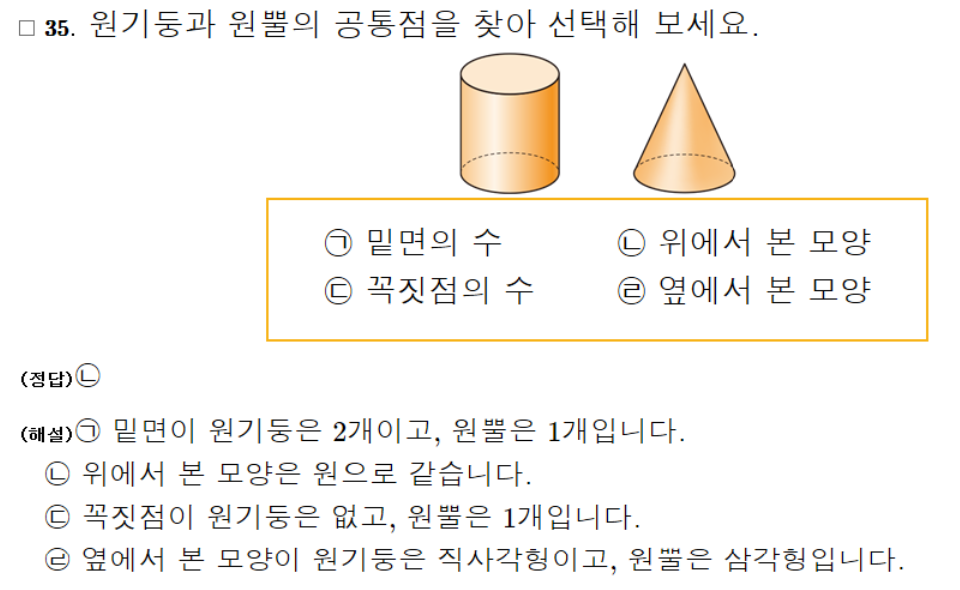 □ 35. 원기둥과 원뿔의 공통점을 찾아 선택해 보세요.
㉠ 밑면의 수 ㉡ 위에서 본 모양
㉢ 꼭짓점의 수 ㉣ 옆에서 본 모양
(정답)㉡
(해설)㉠ 밑면이 원기둥은 2개이고, 원뿔은 1개입니다.
㉡ 위에서 본 모양은 원으로 같습니다.
㉢ 꼭짓점이 원기둥은 없고, 원뿔은 1개입니다.
㉣ 옆에서 본 모양이 원기둥은 직사각형이고, 원뿔은 삼각형입니다.